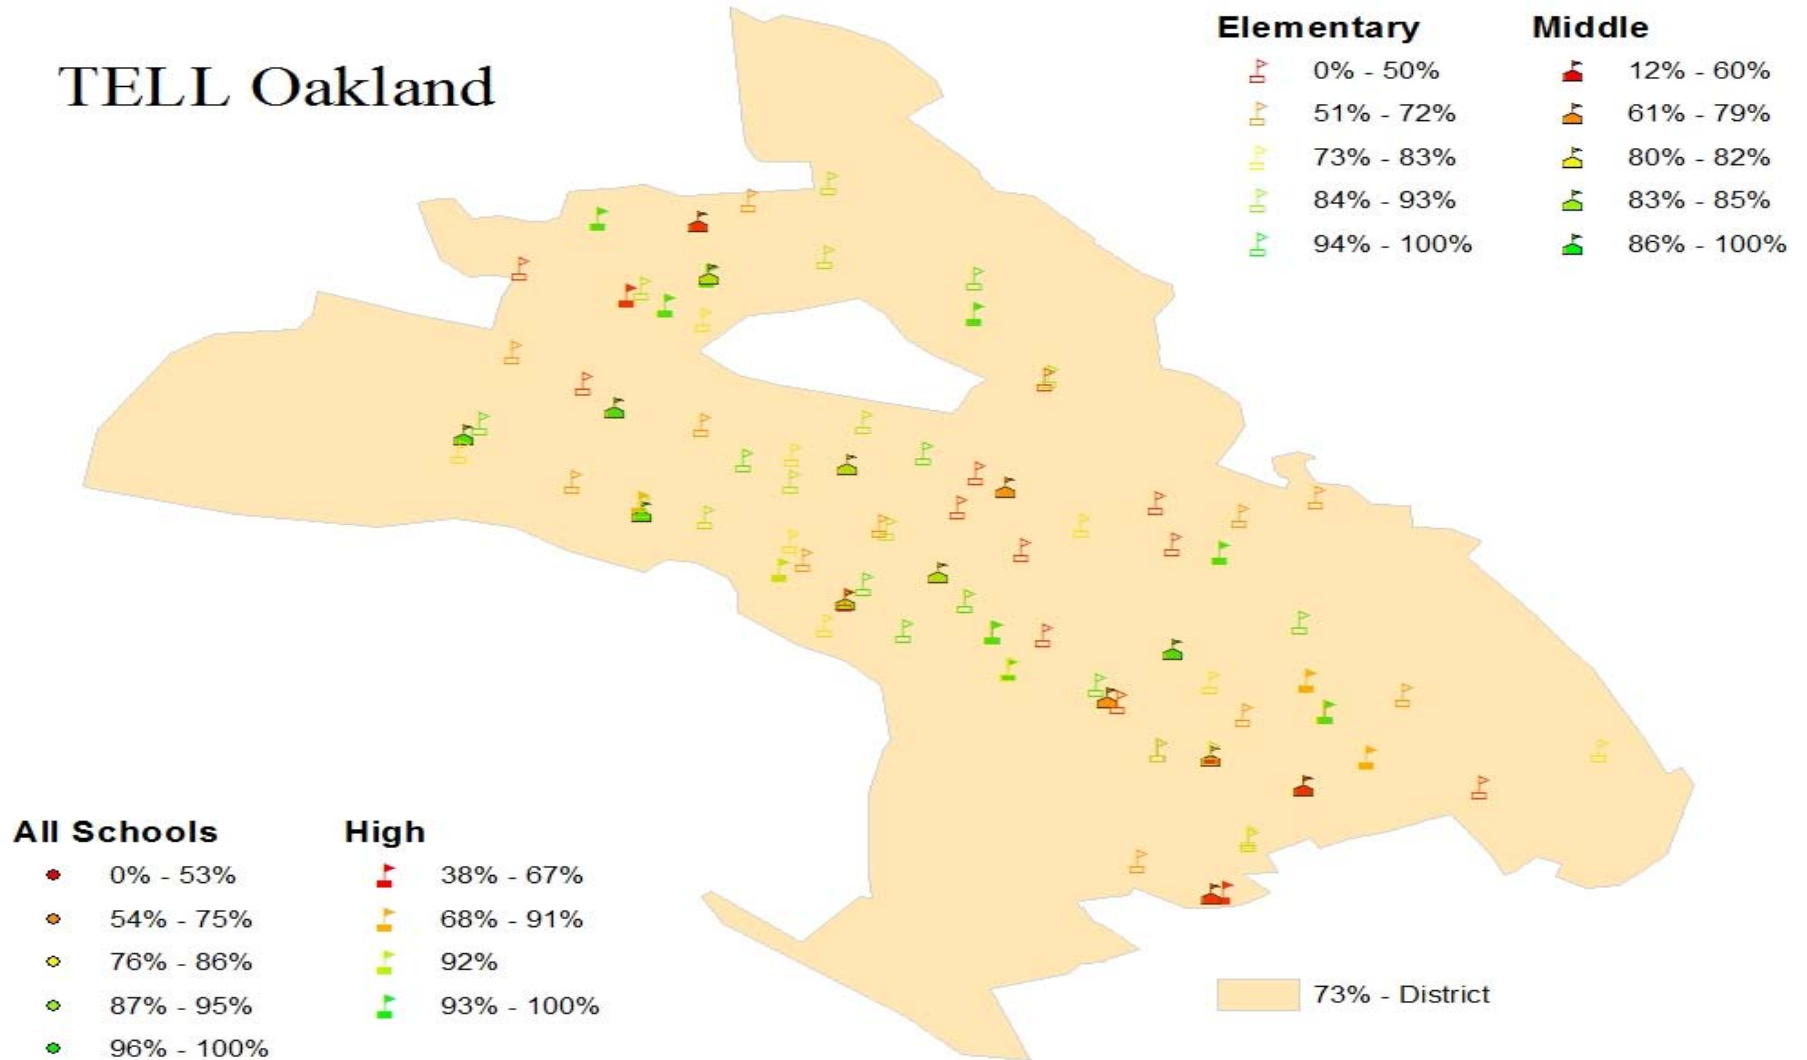 TELL Oakland
Elementary
0% - 50%
51% - 72%
73% - 83%
84% - 93%
94% - 100%
Middle
12% - 60%
61% - 79%
80% - 82%
83% - 85%
86% - 100%
All Schools
0% - 53%
54% - 75%
76% - 86%
87% - 95%
96% - 100%
High
38% - 67%
68% - 91%
92%
93% - 100%
73% - District